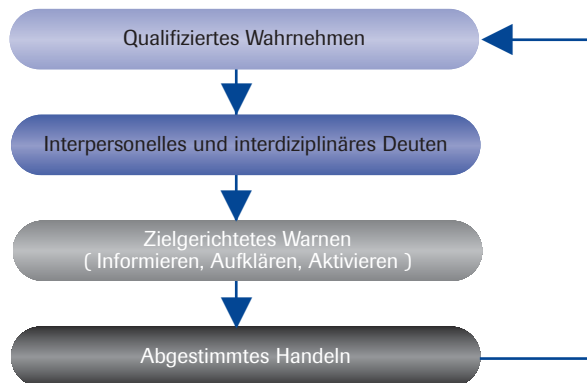 Qualifiziertes Wahrnehmen
Interpersonelles und interdiziplinäres Deuten
Zielgerichtetes Warnen
( Informieren, Aufklären, Aktivieren )
Abgestimmtes Handeln